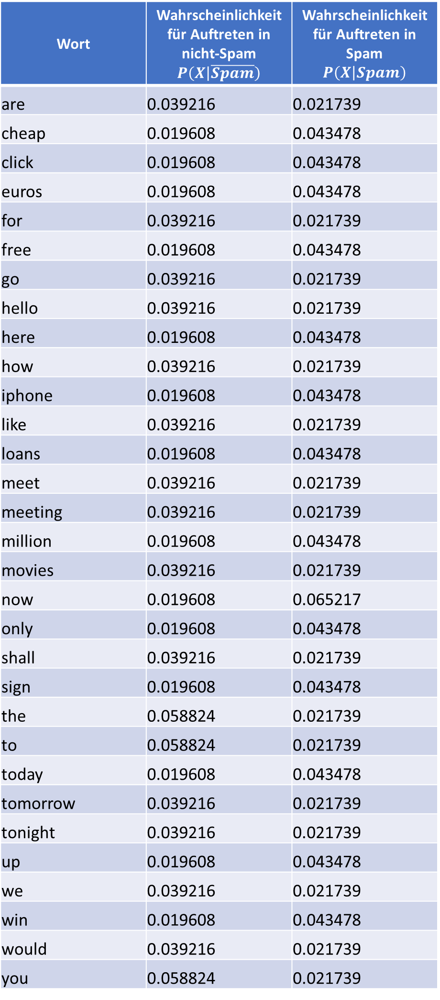 Wort
Wahrscheinlichkeit
für Auftreten in
nicht-Spam
P(X|\overline{Spam})
Wahrscheinlichkeit
für Auftreten in
Spam
P(X|Spam)
are 0.039216 0.021739
cheap 0.019608 0.043478
click 0.019608 0.043478
euros 0.019608 0.043478
for 0.039216 0.021739
free 0.019608 0.043478
go 0.039216 0.021739
hello 0.039216 0.021739
here 0.019608 0.043478
how 0.039216 0.021739
iphone 0.019608 0.043478
like 0.039216 0.021739
loans 0.019608 0.043478
meet 0.039216 0.021739
meeting 0.039216 0.021739
million 0.019608 0.043478
movies 0.039216 0.021739
now 0.019608 0.065217
only 0.019608 0.043478
shall 0.039216 0.021739
sign 0.019608 0.043478
the 0.058824 0.021739
to 0.058824 0.021739
today 0.019608 0.043478
tomorrow 0.039216 0.021739
tonight 0.039216 0.021739
up 0.019608 0.043478
we 0.039216 0.021739
win 0.019608 0.043478
would 0.039216 0.021739
you 0.058824 0.021739